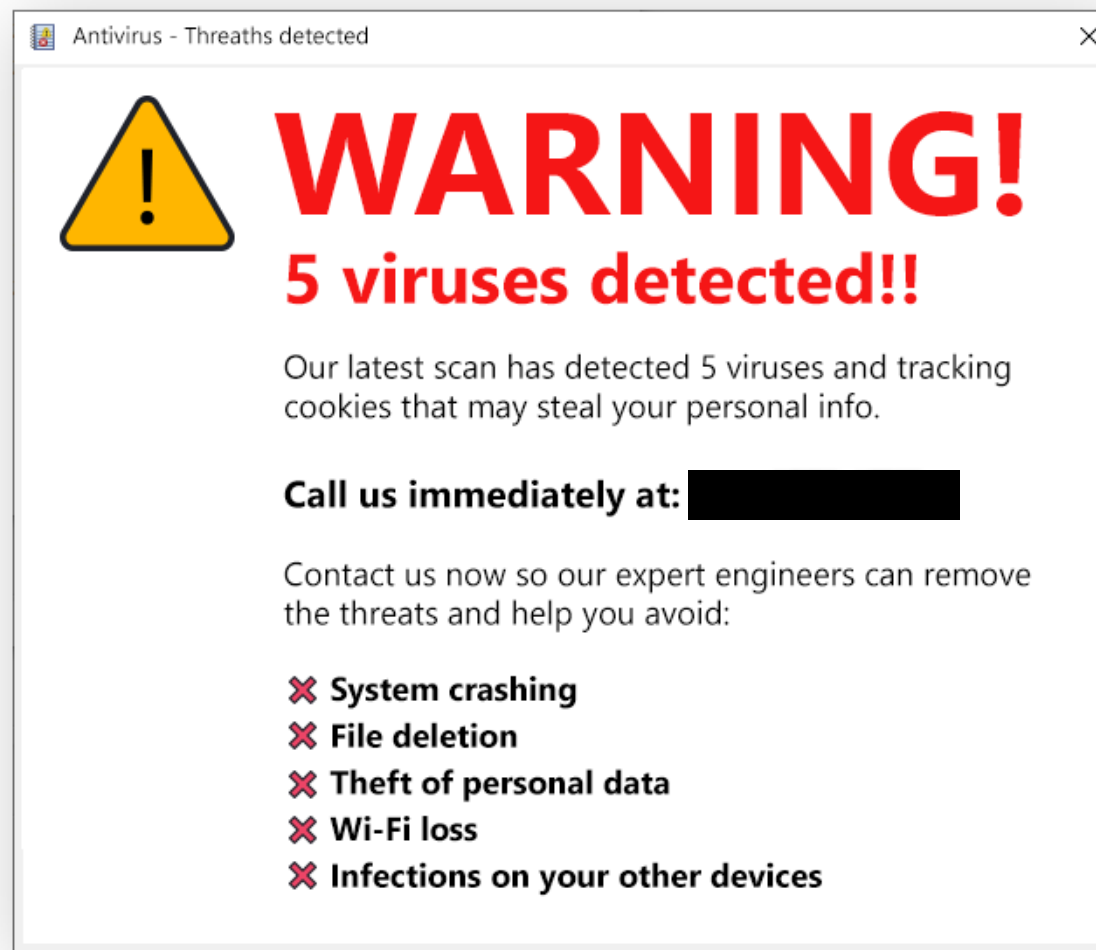 Antivirus - Threaths detected
WARNING!
5 viruses detected!!
Our latest scan has detected 5 viruses and tracking
cookies that may steal your personal info.
Call us immediately at:
Contact us now so our expert engineers can remove
the threats and help you avoid:
System crashing
File deletion
Theft of personal data
Wi-Fi loss
Infections on your other devices